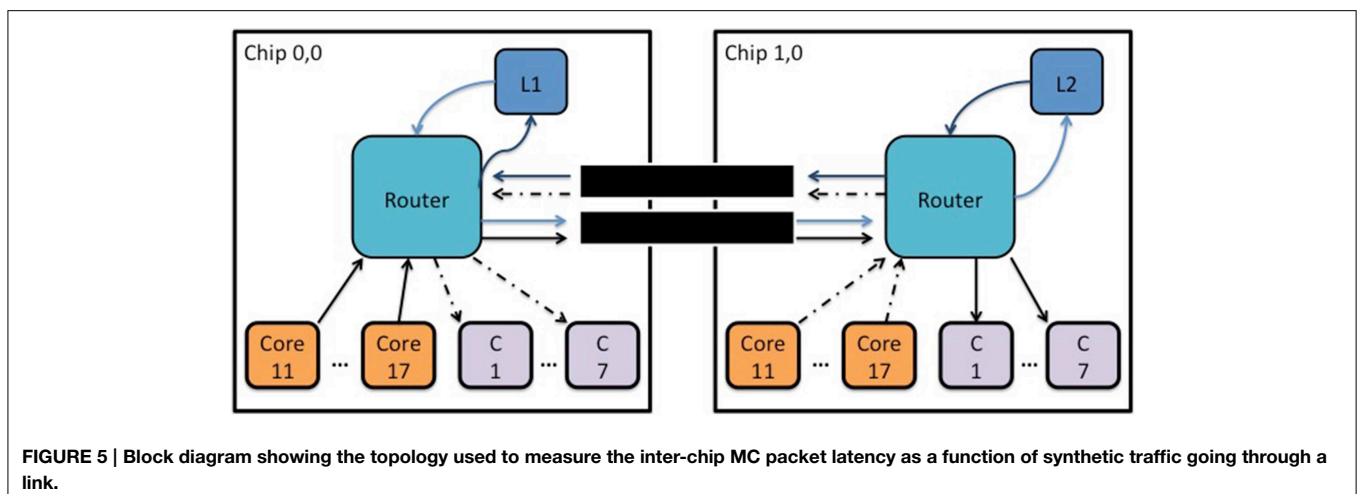 Chip 0,0
L1
Router
Core
11
...
Core
17
C
1
...
C
7
Chip 1,0
L2
Router
Core
11
...
Core
17
C
1
...
C
7
FIGURE 5 | Block diagram showing the topology used to measure the inter-chip MC packet latency as a function of synthetic traffic going through a
link.